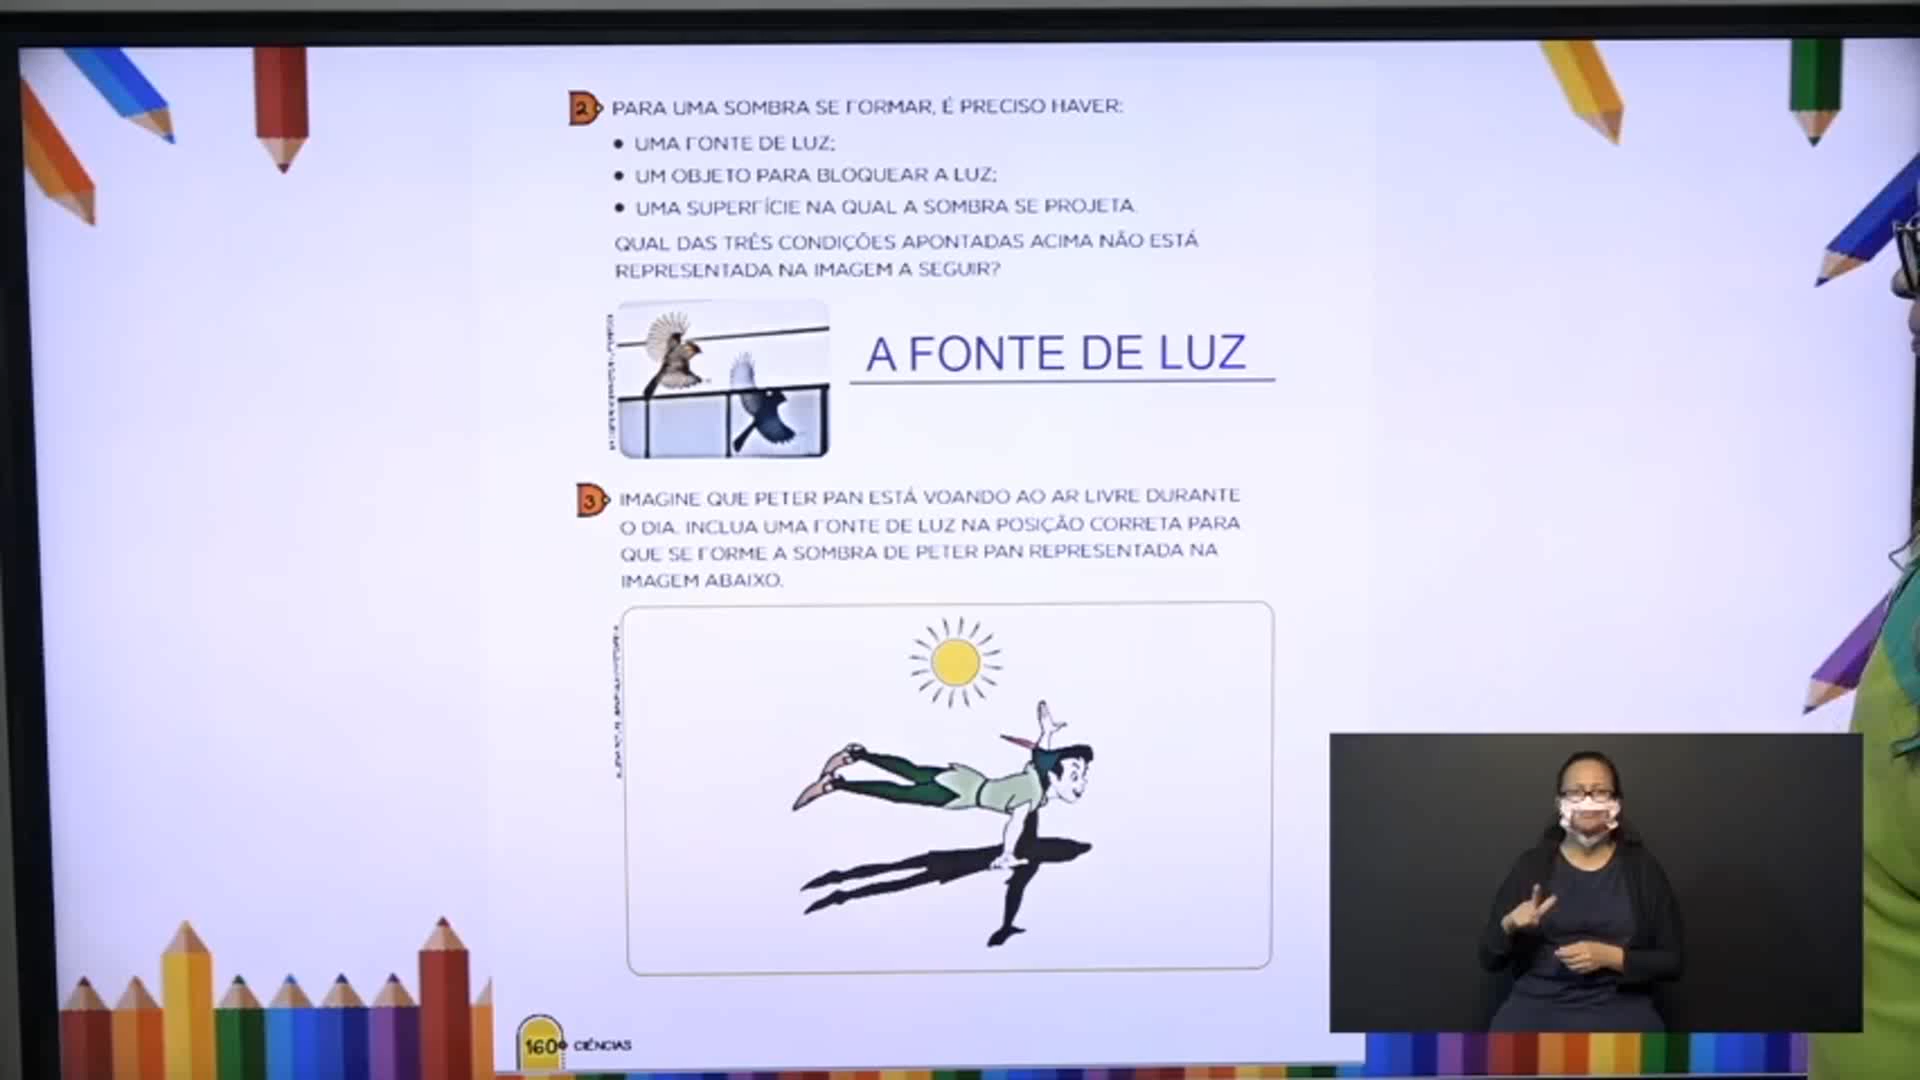 2 PARA UMA SOMBRA SE FORMAR, É PRECISO HAVER:
• UMA FONTE DE LUZ;
• UM OBJETO PARA BLOQUEAR A LUZ;
• UMA SUPERFÍCIE NA QUAL A SOMBRA SE PROJETA.
QUAL DAS TRÊS CONDIÇÕES APONTADAS ACIMA NÃO ESTÁ
REPRESENTADA NA IMAGEM A SEGUIR?
A FONTE DE LUZ
3 IMAGINE QUE PETER PAN ESTÁ VOANDO AO AR LIVRE DURANTE
O DIA. INCLUA UMA FONTE DE LUZ NA POSIÇÃO CORRETA PARA
QUE SE FORME A SOMBRA DE PETER PAN REPRESENTADA NA
IMAGEM ABAIXO.
160 CIÊNCIAS